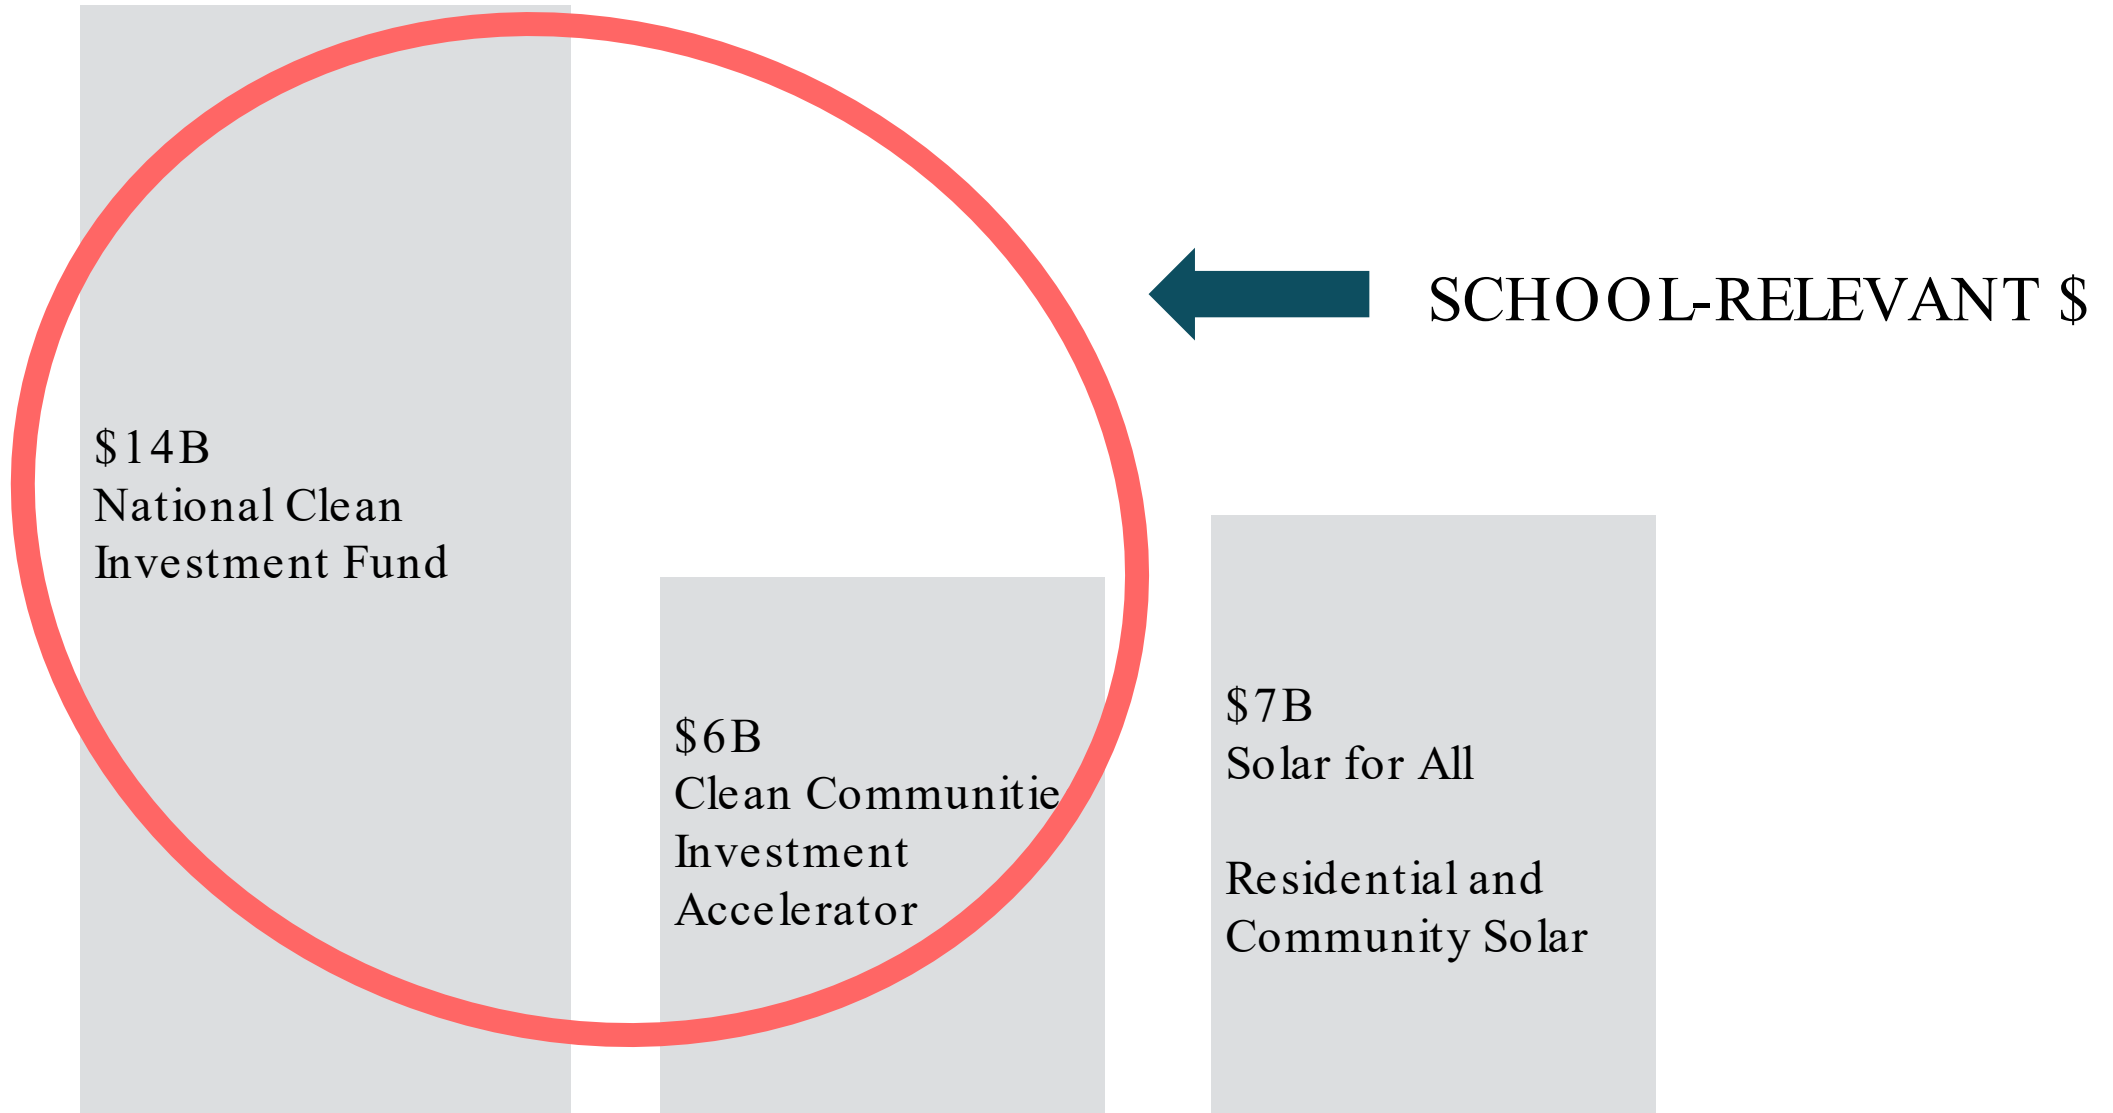 SCHOOL-RELEVANT $
$14B
National Clean
Investment Fund
$6B
Clean Communitie
Investment
Accelerator
$7B
Solar for All
Residential and
Community Solar